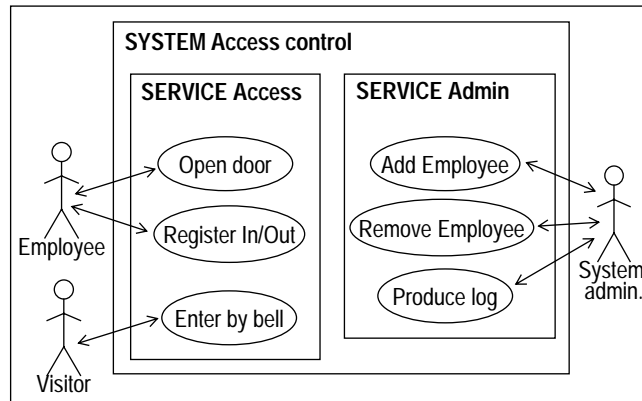 SYSTEM Access control
SERVICE Access
SERVICE Admin
Open door
Add Employee
Employee
Register In/Out
Remove Employee
System
admin.
Enter by bell
Produce log
Visitor